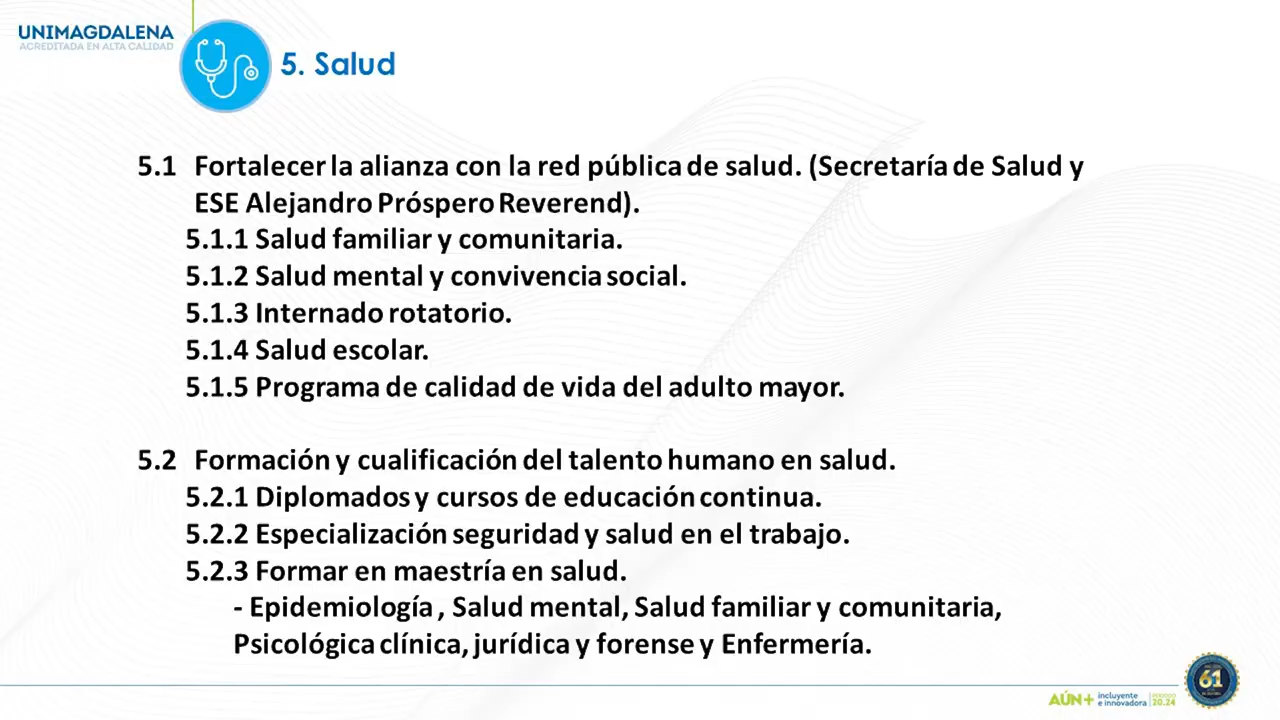 UNIMAGDALENA
ACREDITADA EN ALTA CALIDAD
5. Salud
5.1 Fortalecer la alianza con la red pública de salud. (Secretaría de Salud y
ESE Alejandro Próspero Reverend).
5.1.1 Salud familiar y comunitaria.
5.1.2 Salud mental y convivencia social.
5.1.3 Internado rotatorio.
5.1.4 Salud escolar.
5.1.5 Programa de calidad de vida del adulto mayor.
5.2 Formación y cualificación del talento humano en salud.
5.2.1 Diplomados y cursos de educación continua.
5.2.2 Especialización seguridad y salud en el trabajo.
5.2.3 Formar en maestría en salud.
- Epidemiología , Salud mental, Salud familiar y comunitaria,
Psicológica clínica, jurídica y forense y Enfermería.
AÚN+ incluyente
e innovadora
PERIODO
20.24
61